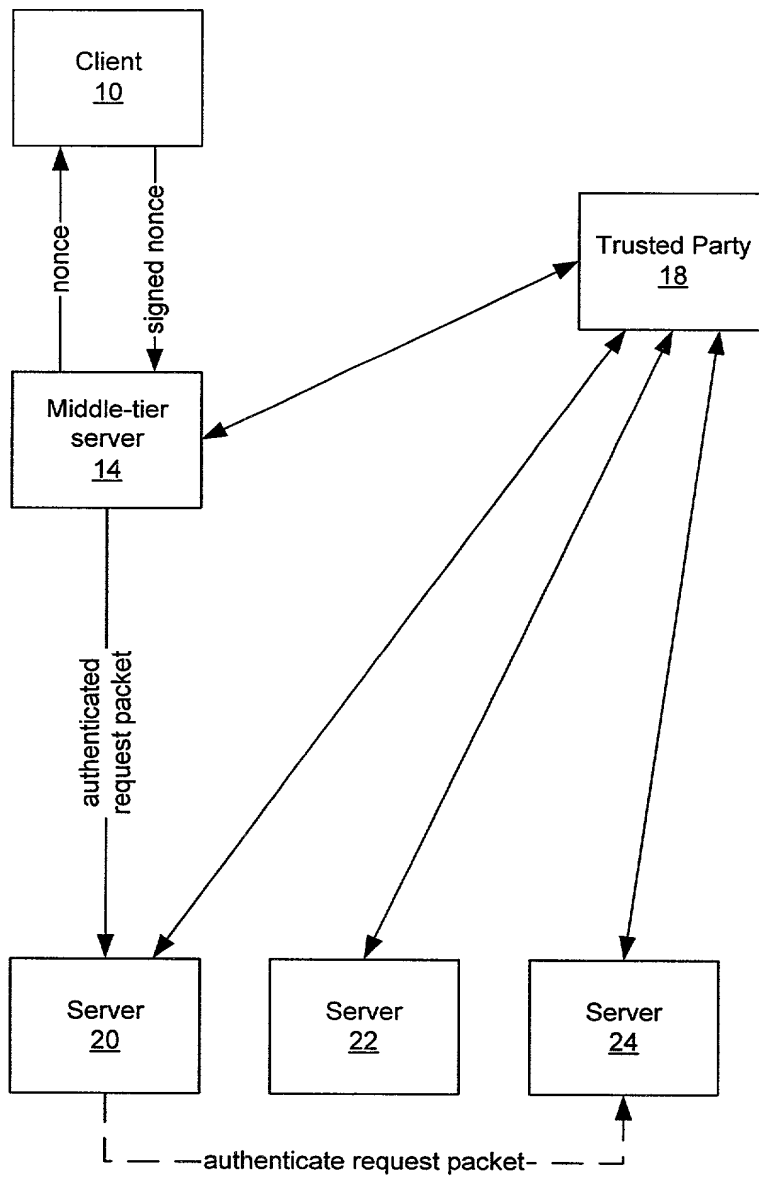 Client
10
nonce
signed nonce
Trusted Party
18
Middle-tier
server
14
authenticated
request packet
Server
20
Server
22
Server
24
authenticate request packet